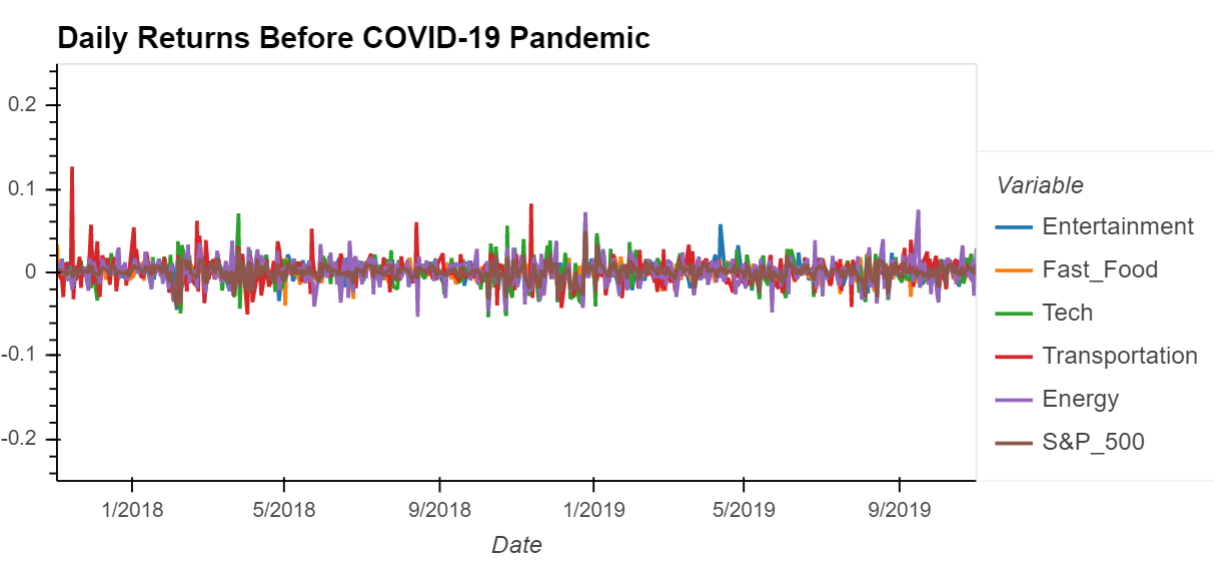 Daily Returns Before COVID-19 Pandemic
0.2
0.1
0
-0.1
-0.2
1/2018 5/2018 9/2018 1/2019 5/2019 9/2019
Date
Variable
Entertainment
Fast_Food
Tech
Transportation
Energy
S&P_500